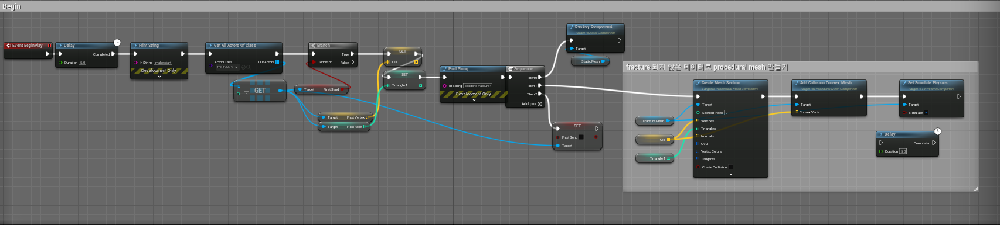 Begin
Event BeginPlay
Delay
Completed
Duration 5.0
Print String
In String make start
Development Only
Get All Actors Of Class
Actor Class
Out Actors
TCP Table 3
GET
0
Branch
True
Condition
False
Target
First Send
Target
First Vertex
Target
First Face
SET
UI1
SET
Triangle 1
Print String
In String tcp done fracture4
Development Only
Sequence
Then 0
Then 1
Then 2
Add pin
Destroy Component
Target is Actor Component
Target
Static Mesh
SET
First Send
Target
fracture 되지 않은 데이터로 procedural mesh 만들기
Fracture Mesh
UI1
Triangle 1
Create Mesh Section
Target is Procedural Mesh Component
Target
Section Index 0
Vertices
Triangles
Normals
UV0
Vertex Colors
Tangents
Create Collision
Add Collision Convex Mesh
Target is Procedural Mesh Component
Target
Convex Verts
Set Simulate Physics
Target is Primitive Component
Target
Simulate
Delay
Completed
Duration 5.0